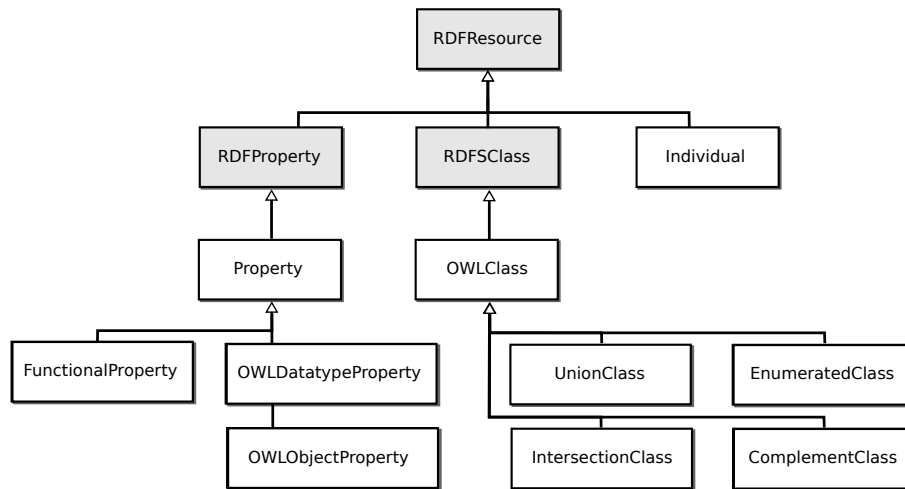 RDFResource
RDFProperty
RDFSClass
Individual
Property
OWLClass
FunctionalProperty
OWLDatatypeProperty
UnionClass
EnumeratedClass
OWLObjectProperty
IntersectionClass
ComplementClass